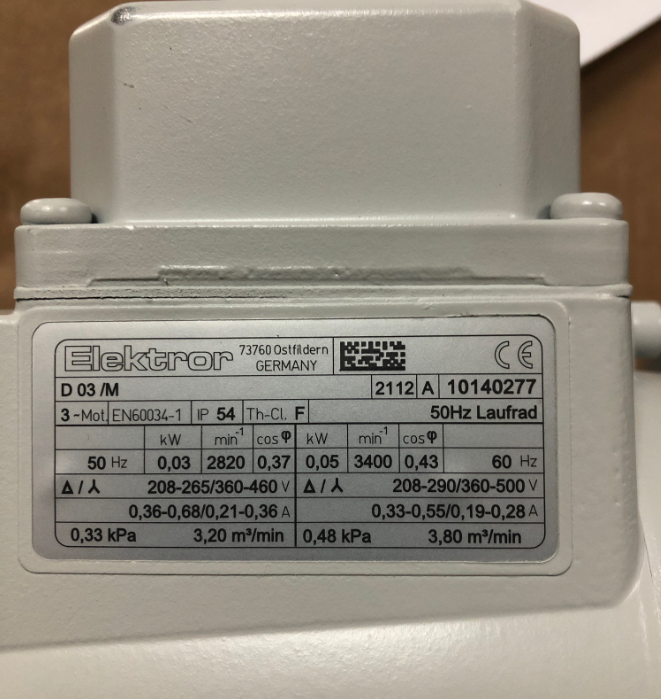 Elektror 73760 Ostfildern
GERMANY CE
D 03 /M 2112 A 10140277
3~Mot. EN60034-1 IP 54 Th-Cl. F 50Hz Laufrad
kW min⁻¹ cosφ kW min⁻¹ cosφ
50 Hz 0,03 2820 0,37 0,05 3400 0,43 60 Hz
Δ / ⅄ 208-265/360-460 V Δ / ⅄ 208-290/360-500 V
0,36-0,68/0,21-0,36 A 0,33-0,55/0,19-0,28 A
0,33 kPa 3,20 m³/min 0,48 kPa 3,80 m³/min